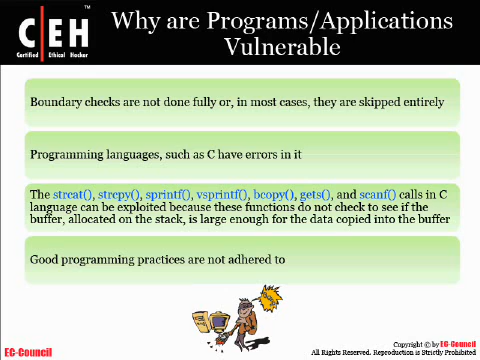 C|EH
TM
Certified Ethical Hacker
Why are Programs/Applications
Vulnerable
Boundary checks are not done fully or, in most cases, they are skipped entirely
Programming languages, such as C have errors in it
The strcat(), strcpy(), sprintf(), vsprintf(), bcopy(), gets(), and scanf() calls in C
language can be exploited because these functions do not check to see if the
buffer, allocated on the stack, is large enough for the data copied into the buffer
Good programming practices are not adhered to
EC-Council
Copyright © by EC-Council
All Rights reserved. Reproduction is Strictly Prohibited